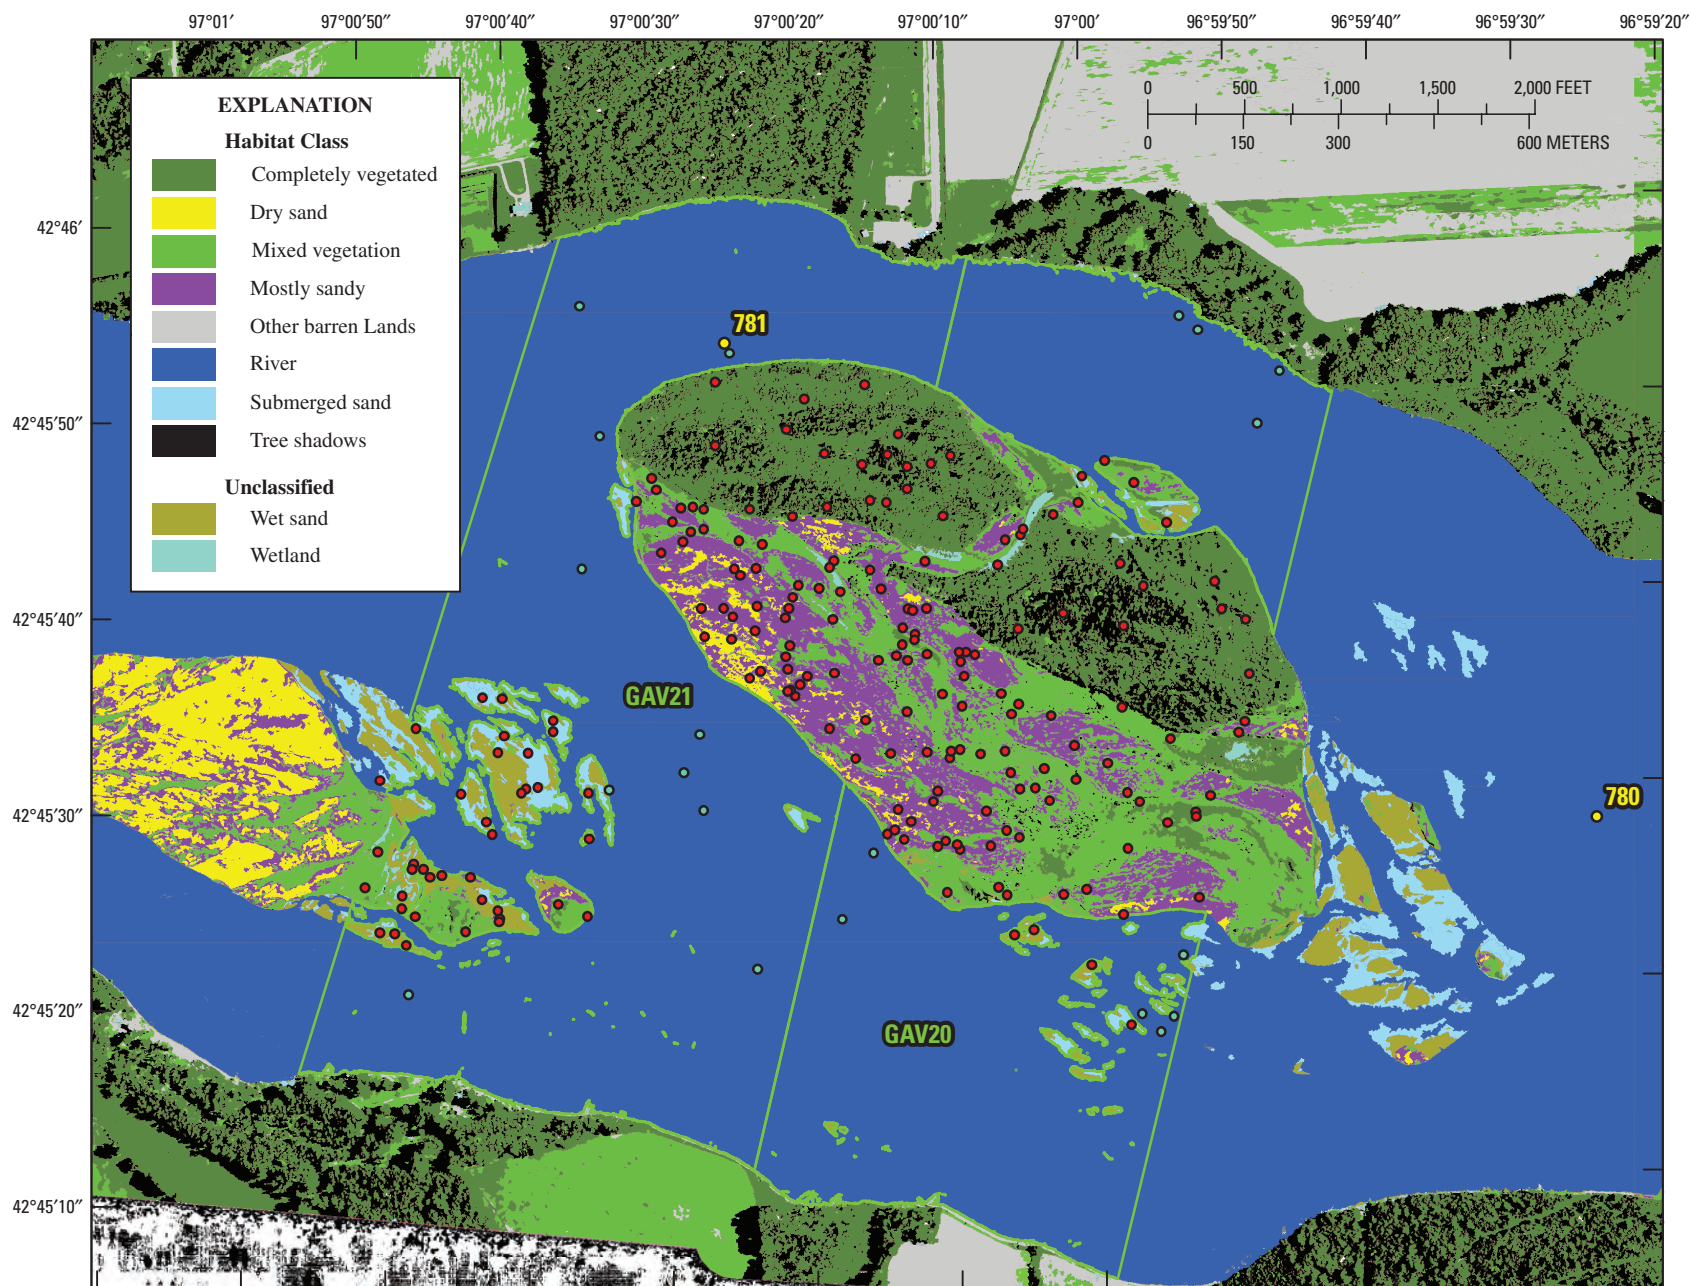 97°01′ 97°00′50″ 97°00′40″ 97°00′30″ 97°00′20″ 97°00′10″ 97°00′ 96°59′50″ 96°59′40″ 96°59′30″ 96°59′20″
EXPLANATION
Habitat Class
Completely vegetated
Dry sand
Mixed vegetation
Mostly sandy
Other barren Lands
River
Submerged sand
Tree shadows
Unclassified
Wet sand
Wetland
0 500 1,000 1,500 2,000 FEET
0 150 300 600 METERS
42°46′
42°45′50″
42°45′40″
42°45′30″
42°45′20″
42°45′10″
781
GAV21
780
GAV20